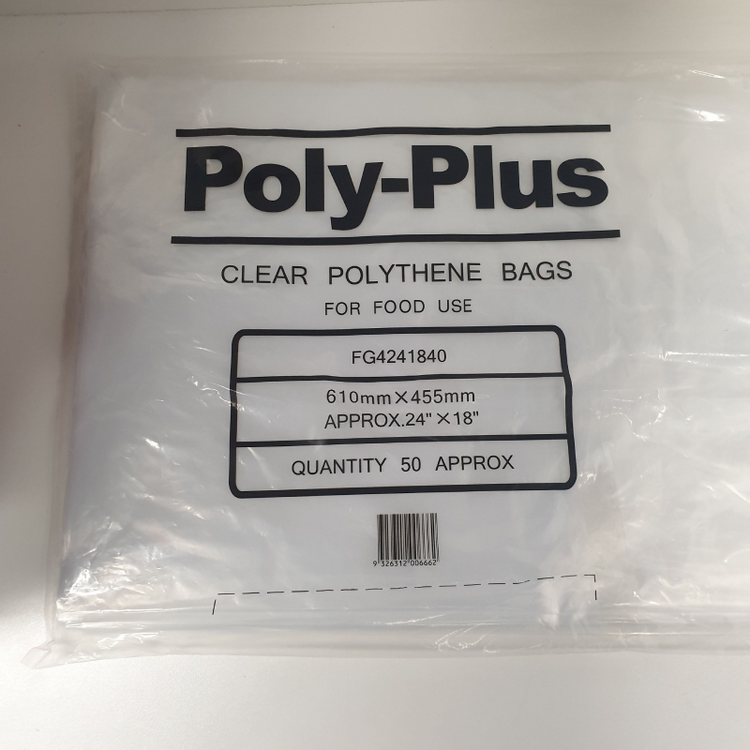 Poly-Plus
CLEAR POLYTHENE BAGS
FOR FOOD USE
FG4241840
610mm×455mm
APPROX.24"×18"
QUANTITY 50 APPROX
9 326312 006662